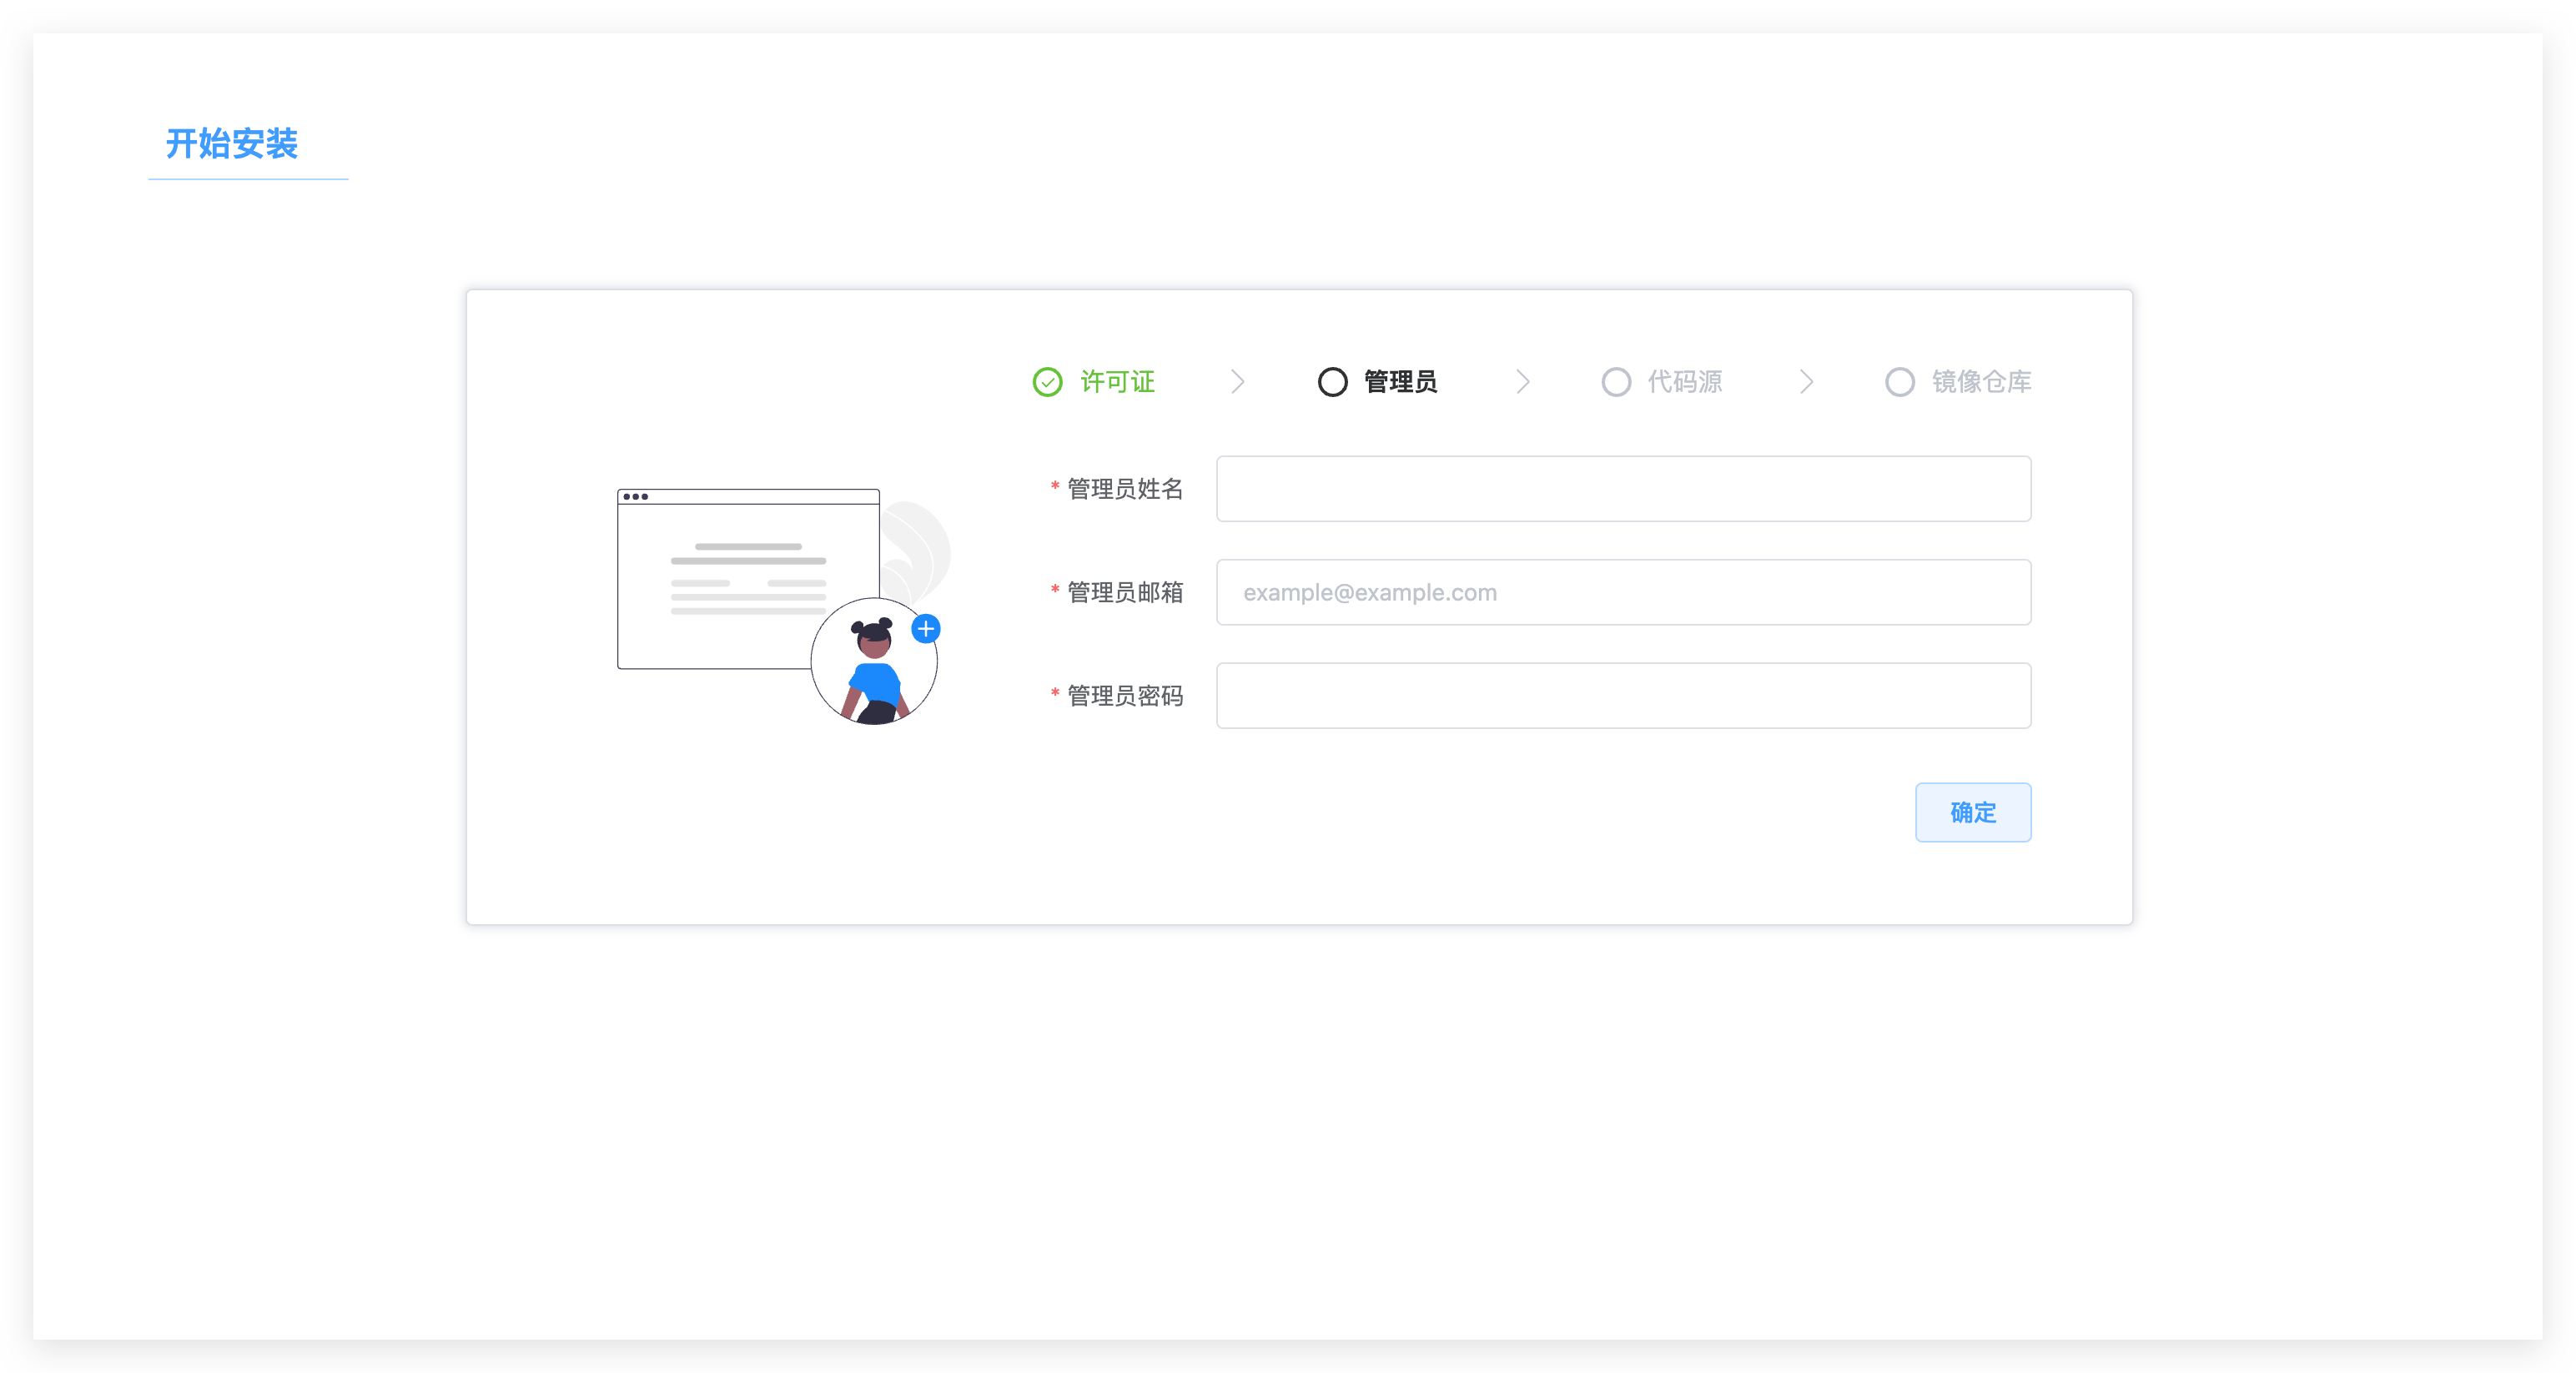 开始安装
许可证 管理员 代码源 镜像仓库
* 管理员姓名
* 管理员邮箱 example@example.com
* 管理员密码
确定